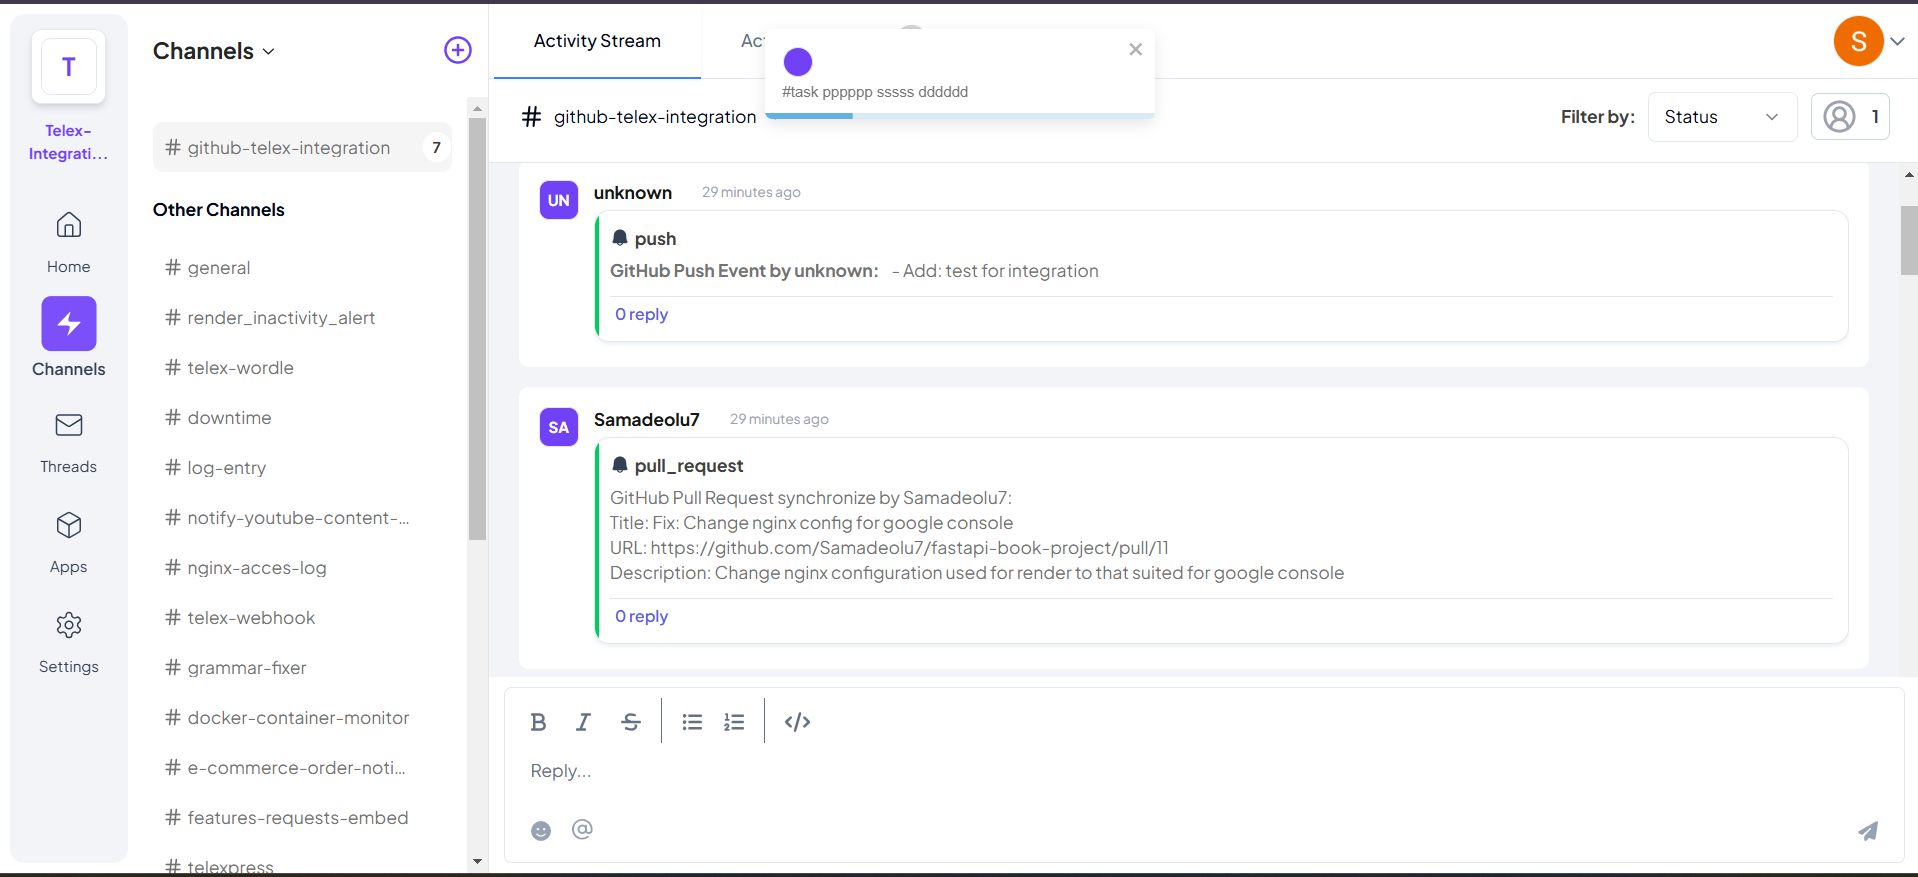 T
Telex-
Integrati...
Home
Channels
Threads
Apps
Settings
Channels
# github-telex-integration 7
Other Channels
# general
# render_inactivity_alert
# telex-wordle
# downtime
# log-entry
# notify-youtube-content-...
# nginx-acces-log
# telex-webhook
# grammar-fixer
# docker-container-monitor
# e-commerce-order-noti...
# features-requests-embed
# telexpress
Activity Stream
#task pppppp sssss dddddd
S
# github-telex-integration
Filter by: Status 1
UN unknown 29 minutes ago
push
GitHub Push Event by unknown: - Add: test for integration
0 reply
SA Samadeolu7 29 minutes ago
pull_request
GitHub Pull Request synchronize by Samadeolu7:
Title: Fix: Change nginx config for google console
URL: https://github.com/Samadeolu7/fastapi-book-project/pull/11
Description: Change nginx configuration used for render to that suited for google console
0 reply
B I S </>
Reply...
@